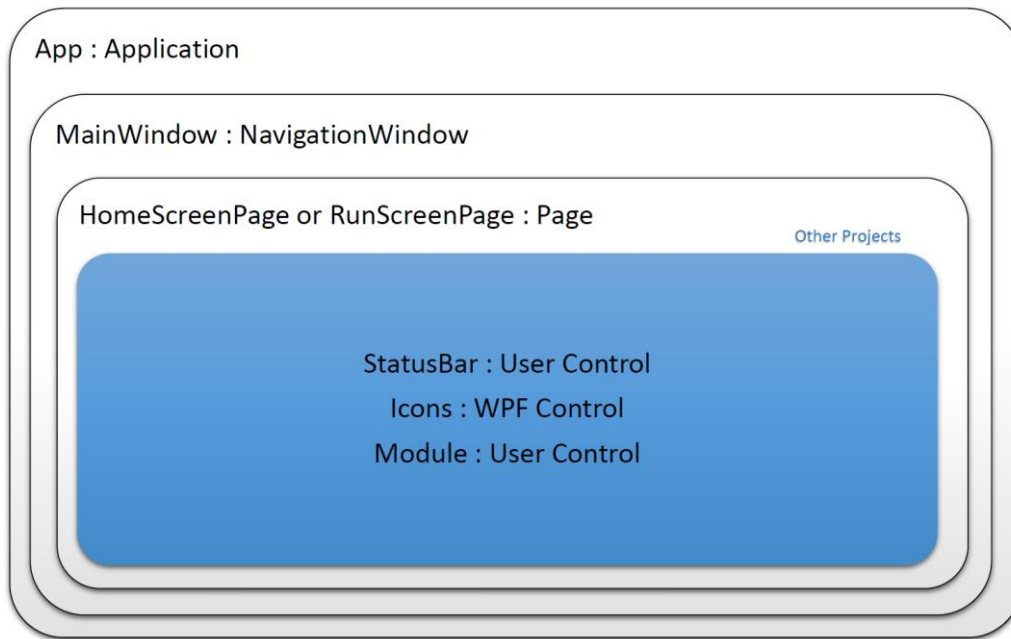 App : Application
MainWindow : NavigationWindow
HomeScreenPage or RunScreenPage : Page
Other Projects
StatusBar : User Control
Icons : WPF Control
Module : User Control